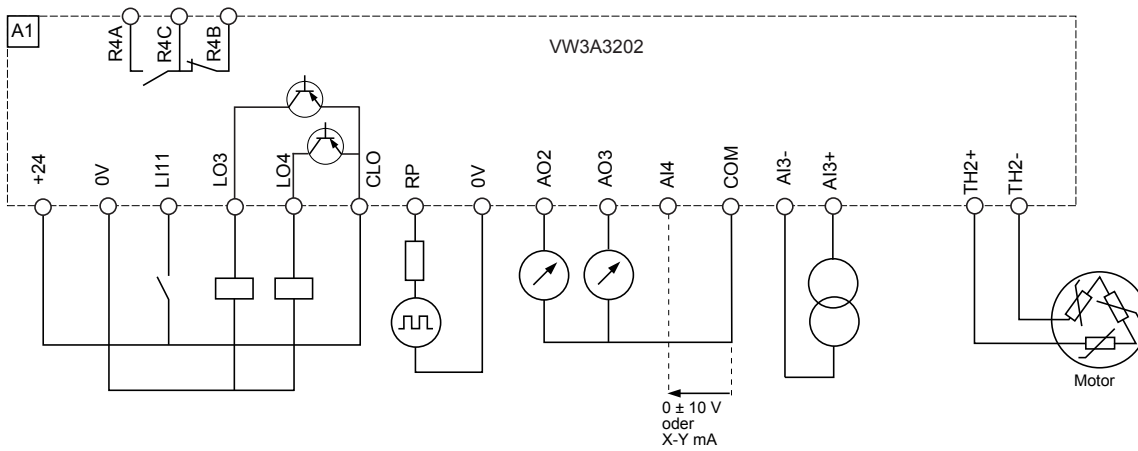 A1
R4A
R4C
R4B
VW3A3202
+24
0V
LI11
LO3
LO4
CLO
RP
0V
AO2
AO3
AI4
COM
AI3-
AI3+
TH2+
TH2-
Motor
0 ± 10 V
oder
X-Y mA